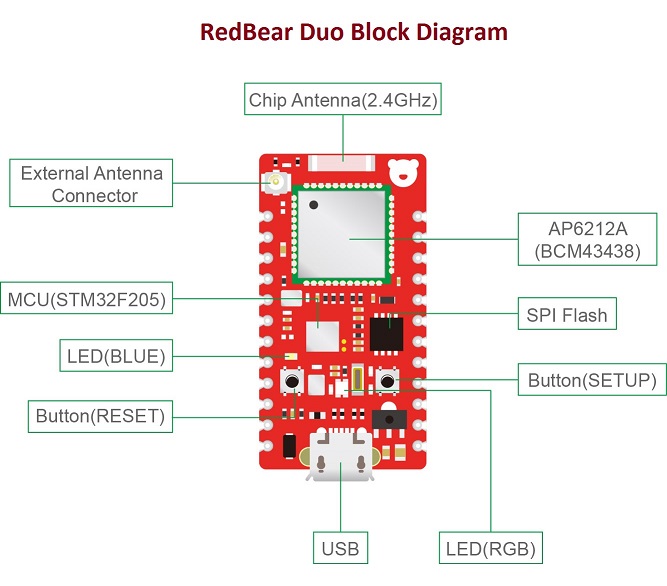 RedBear Duo Block Diagram
Chip Antenna(2.4GHz)
External Antenna
Connector
AP6212A
(BCM43438)
MCU(STM32F205)
SPI Flash
LED(BLUE)
Button(SETUP)
Button(RESET)
USB
LED(RGB)